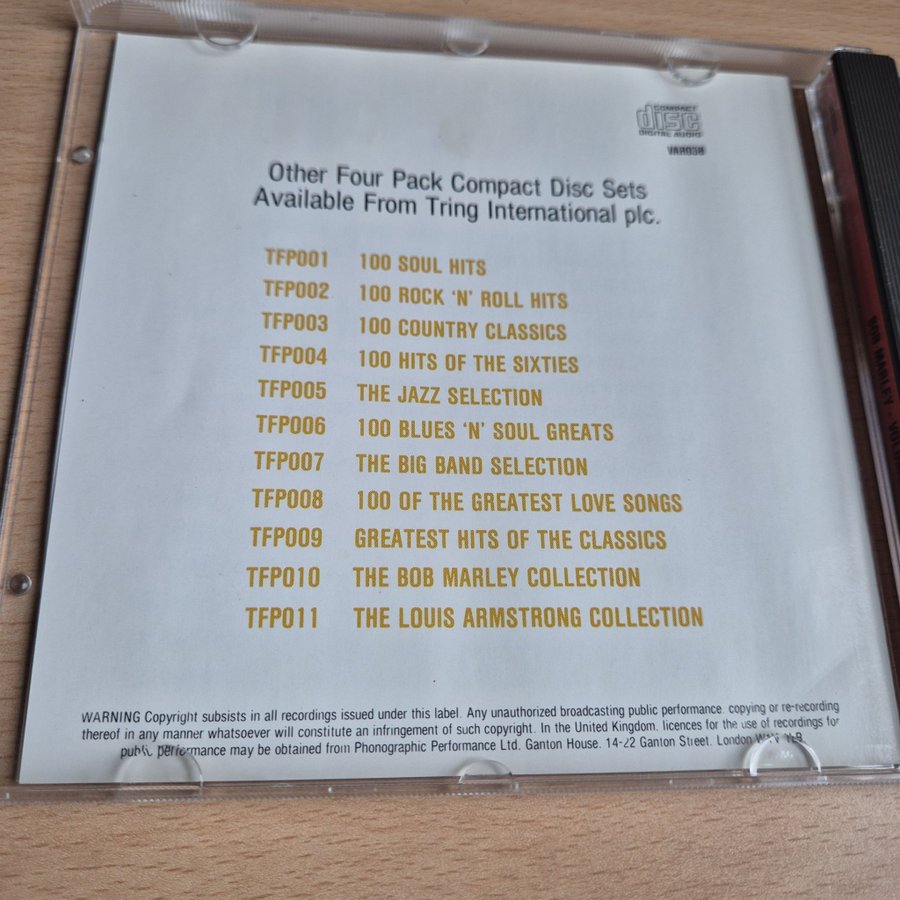 COMPACT
disc
DIGITAL AUDIO
VAR038
Other Four Pack Compact Disc Sets
Available From Tring International plc.
TFP001 100 SOUL HITS
TFP002 100 ROCK ‘N’ ROLL HITS
TFP003 100 COUNTRY CLASSICS
TFP004 100 HITS OF THE SIXTIES
TFP005 THE JAZZ SELECTION
TFP006 100 BLUES ‘N’ SOUL GREATS
TFP007 THE BIG BAND SELECTION
TFP008 100 OF THE GREATEST LOVE SONGS
TFP009 GREATEST HITS OF THE CLASSICS
TFP010 THE BOB MARLEY COLLECTION
TFP011 THE LOUIS ARMSTRONG COLLECTION
WARNING Copyright subsists in all recordings issued under this label. Any unauthorized broadcasting public performance. copying or re-recording
thereof in any manner whatsoever will constitute an infringement of such copyright. In the United Kingdom. licences for the use of recordings for
public performance may be obtained from Phonographic Performance Ltd. Ganton House. 14-22 Ganton Street. London
BOB MARLEY -